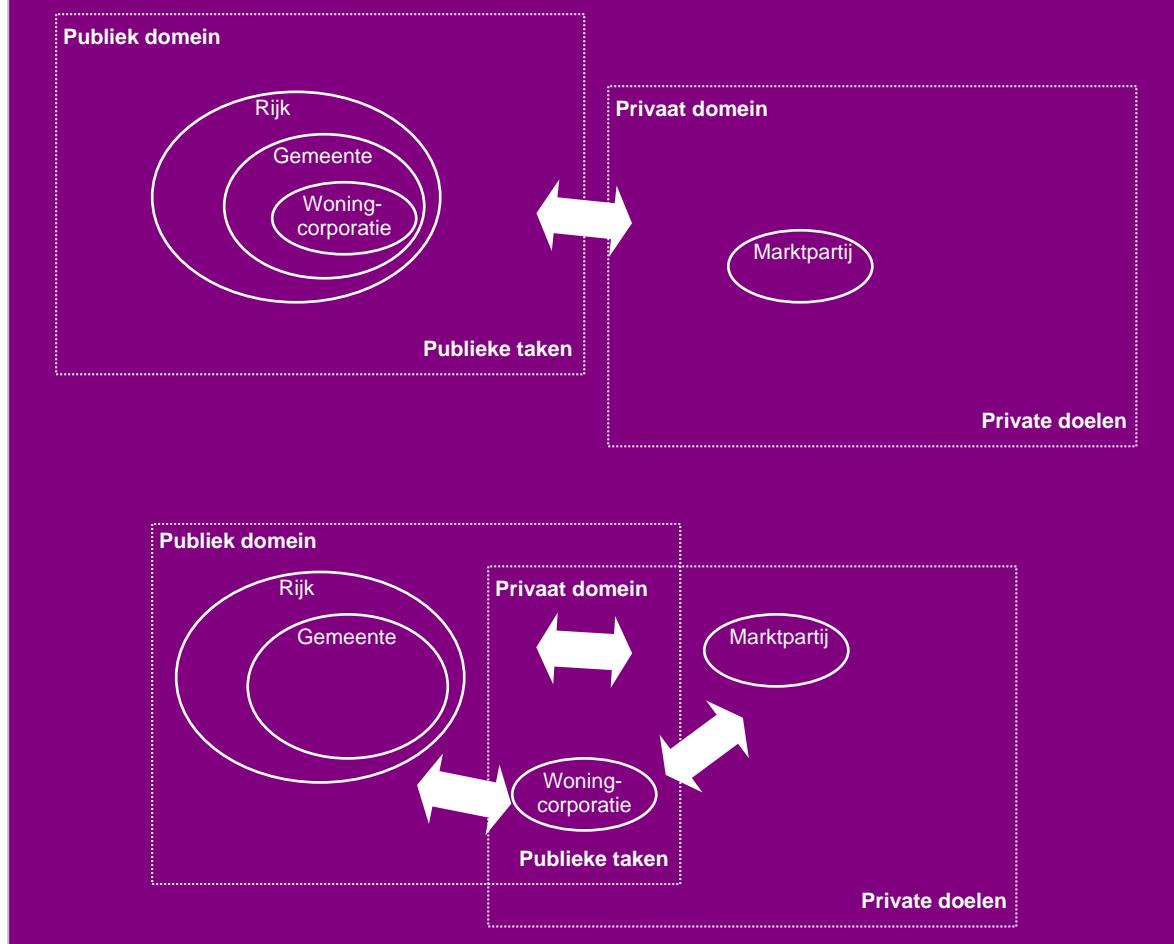 Publiek domein
Rijk
Gemeente
Woning-
corporatie
Publieke taken
Privaat domein
Marktpartij
Private doelen
Publiek domein
Rijk
Gemeente
Privaat domein
Marktpartij
Woning-
corporatie
Publieke taken
Private doelen